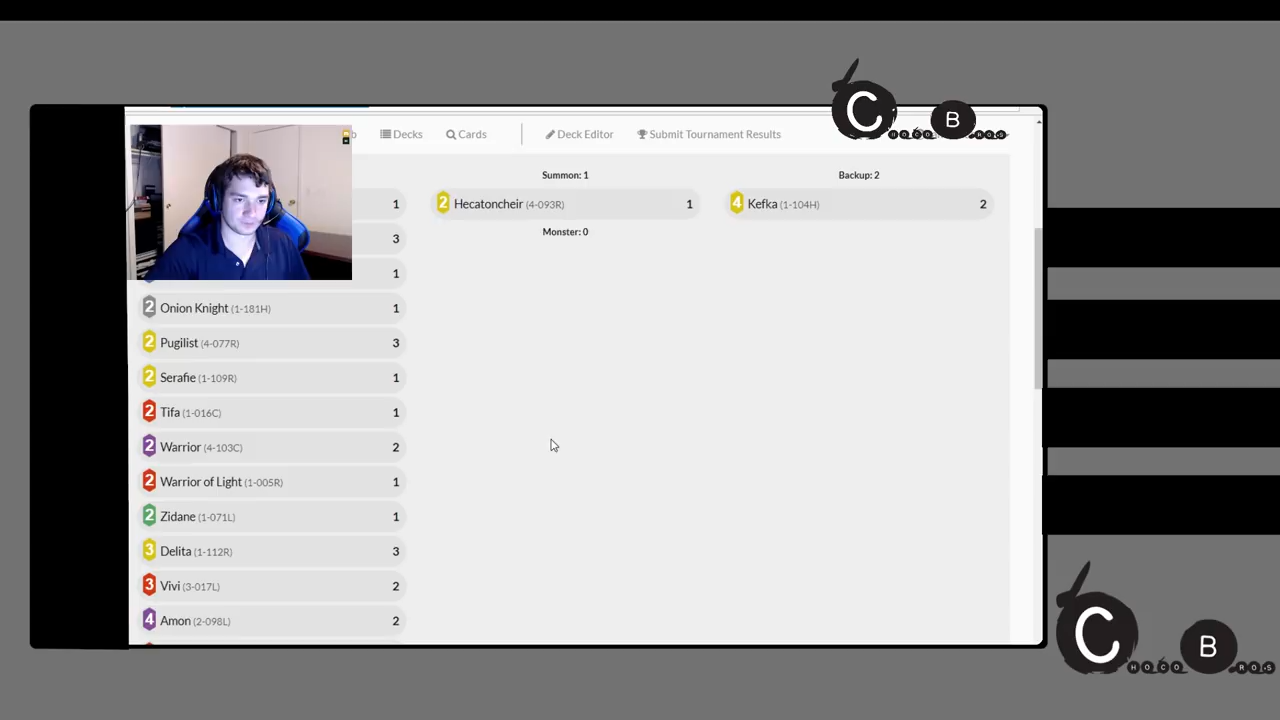 C
B
HOCO
ROS
b
Decks
Cards
Deck Editor
Submit Tournament Results
1
3
1
2 Onion Knight (1-181H) 1
2 Pugilist (4-077R) 3
2 Serafie (1-109R) 1
2 Tifa (1-016C) 1
2 Warrior (4-103C) 2
2 Warrior of Light (1-005R) 1
2 Zidane (1-071L) 1
3 Delita (1-112R) 3
3 Vivi (3-017L) 2
4 Amon (2-098L) 2
Summon: 1
2 Hecatoncheir (4-093R) 1
Monster: 0
Backup: 2
4 Kefka (1-104H) 2
C
B
HOCO
ROS